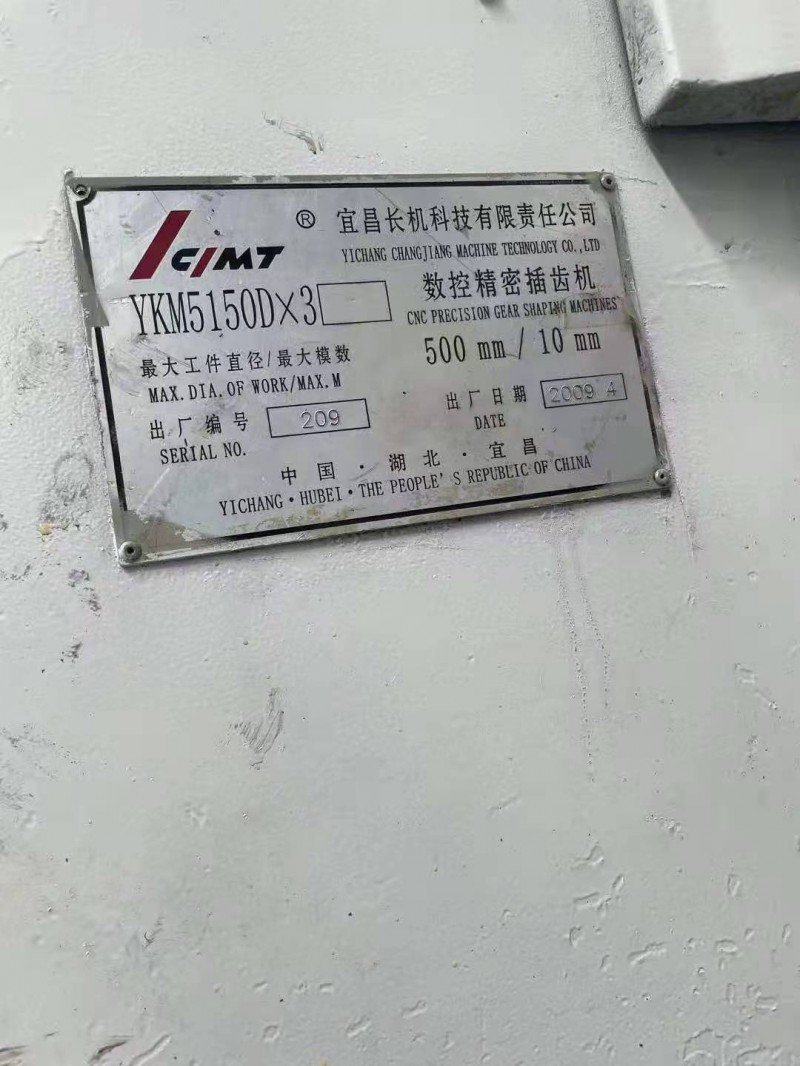 CIMT ® 宜昌长机科技有限责任公司
YICHANG CHANGJIANG MACHINE TECHNOLOGY CO.,LTD
YKM5150D×3 数控精密插齿机
CNC PRECISION GEAR SHAPING MACHINES
最大工件直径/最大模数 500 mm / 10 mm
MAX.DIA.OF WORK/MAX.M
出厂编号 209 出厂日期 2009 4
SERIAL NO. DATE
中国·湖北·宜昌
YICHANG·HUBEI·THE PEOPLE'S REPUBLIC OF CHINA